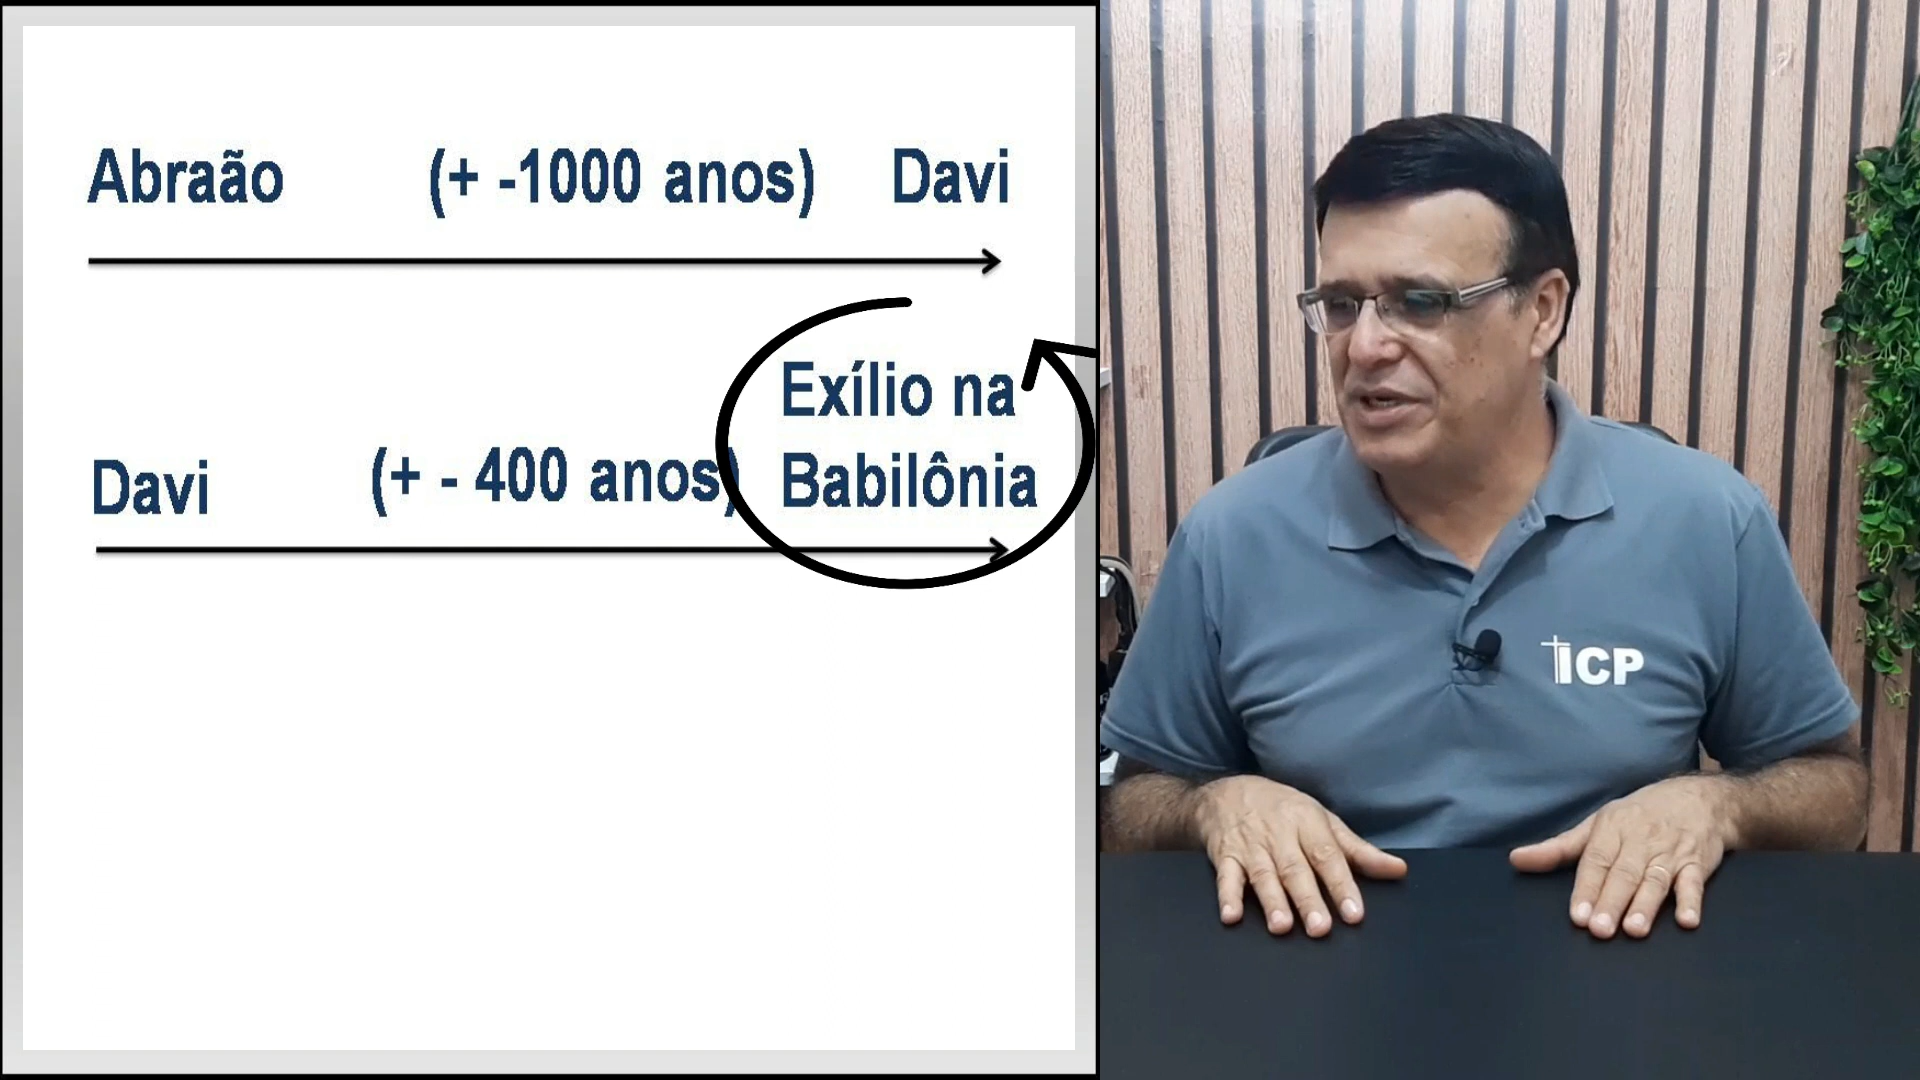 Abraão (+ -1000 anos) Davi
Exílio na
Davi (+ - 400 anos) Babilônia
ICP